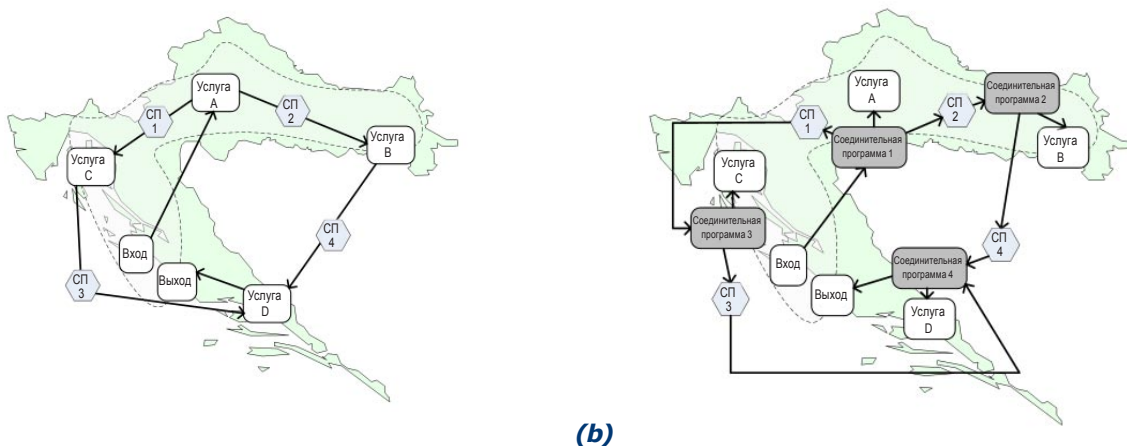 Услуга
A
СП
1
СП
2
Услуга
B
Услуга
C
СП
4
Вход
Выход
СП
3
Услуга
D
Услуга
A
Соединительная
программа 2
СП
1
СП
2
Соединительная
программа 1
Услуга
B
Услуга
C
Соединительная
программа 3
СП
4
Вход
Соединительная
программа 4
Выход
СП
3
Услуга
D
(b)